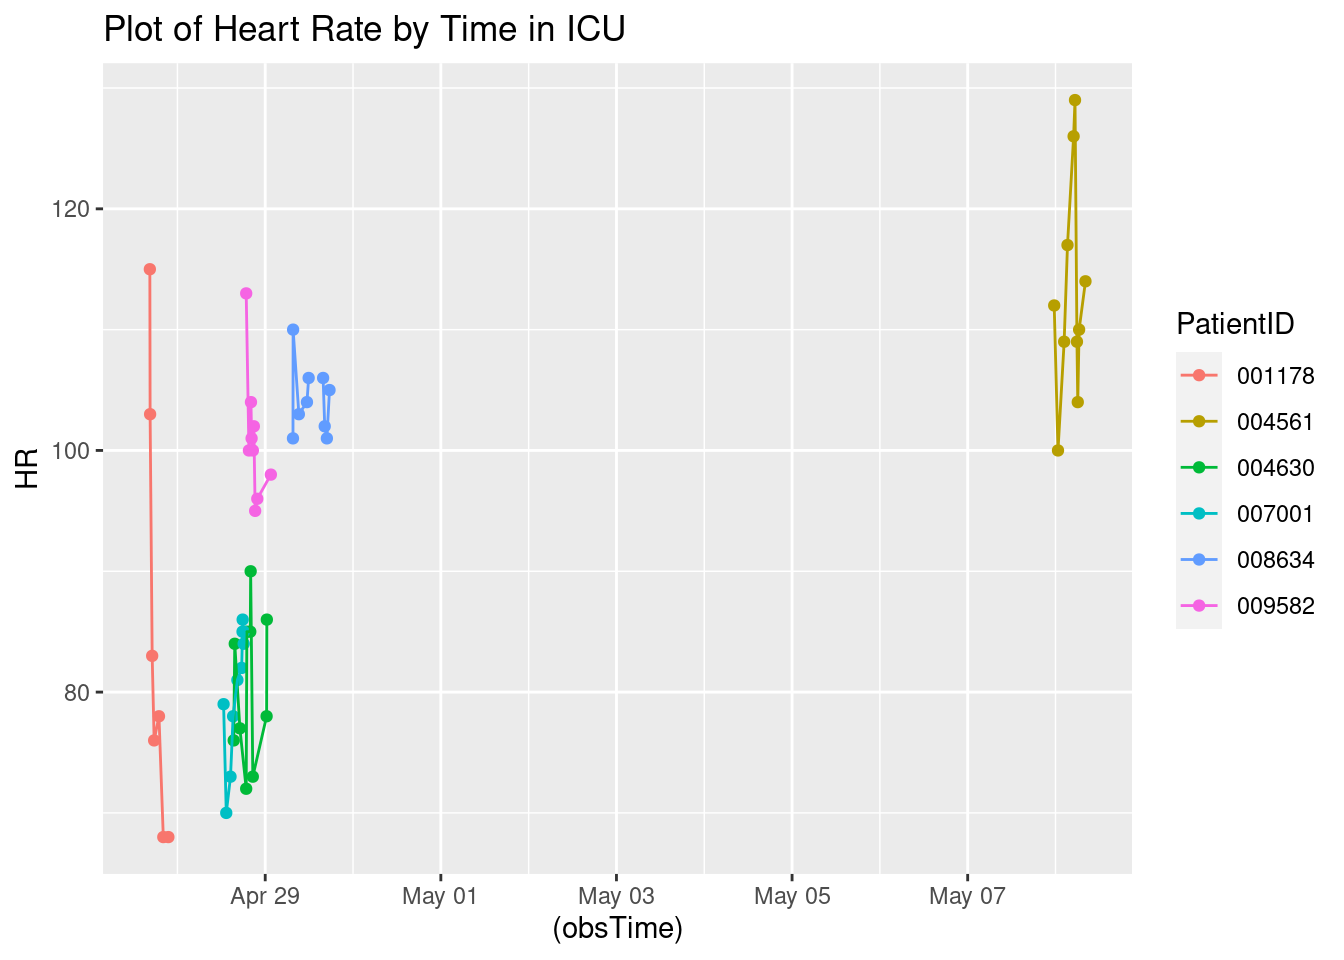 Plot of Heart Rate by Time in ICU
HR
120
100
80
Apr 29
May 01
May 03
May 05
May 07
(obsTime)
PatientID
001178
004561
004630
007001
008634
009582